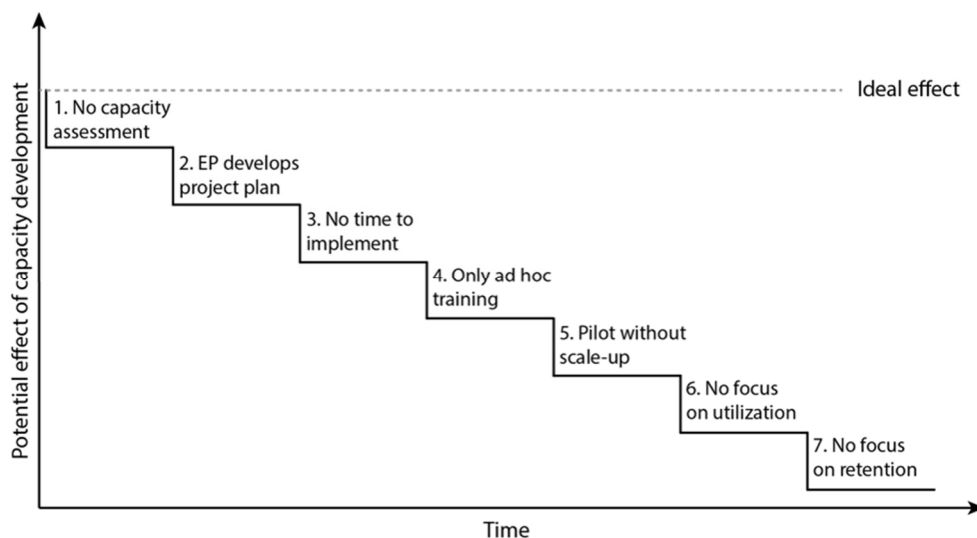 Potential effect of capacity development
Ideal effect
1. No capacity
assessment
2. EP develops
project plan
3. No time to
implement
4. Only ad hoc
training
5. Pilot without
scale-up
6. No focus
on utilization
7. No focus
on retention
Time